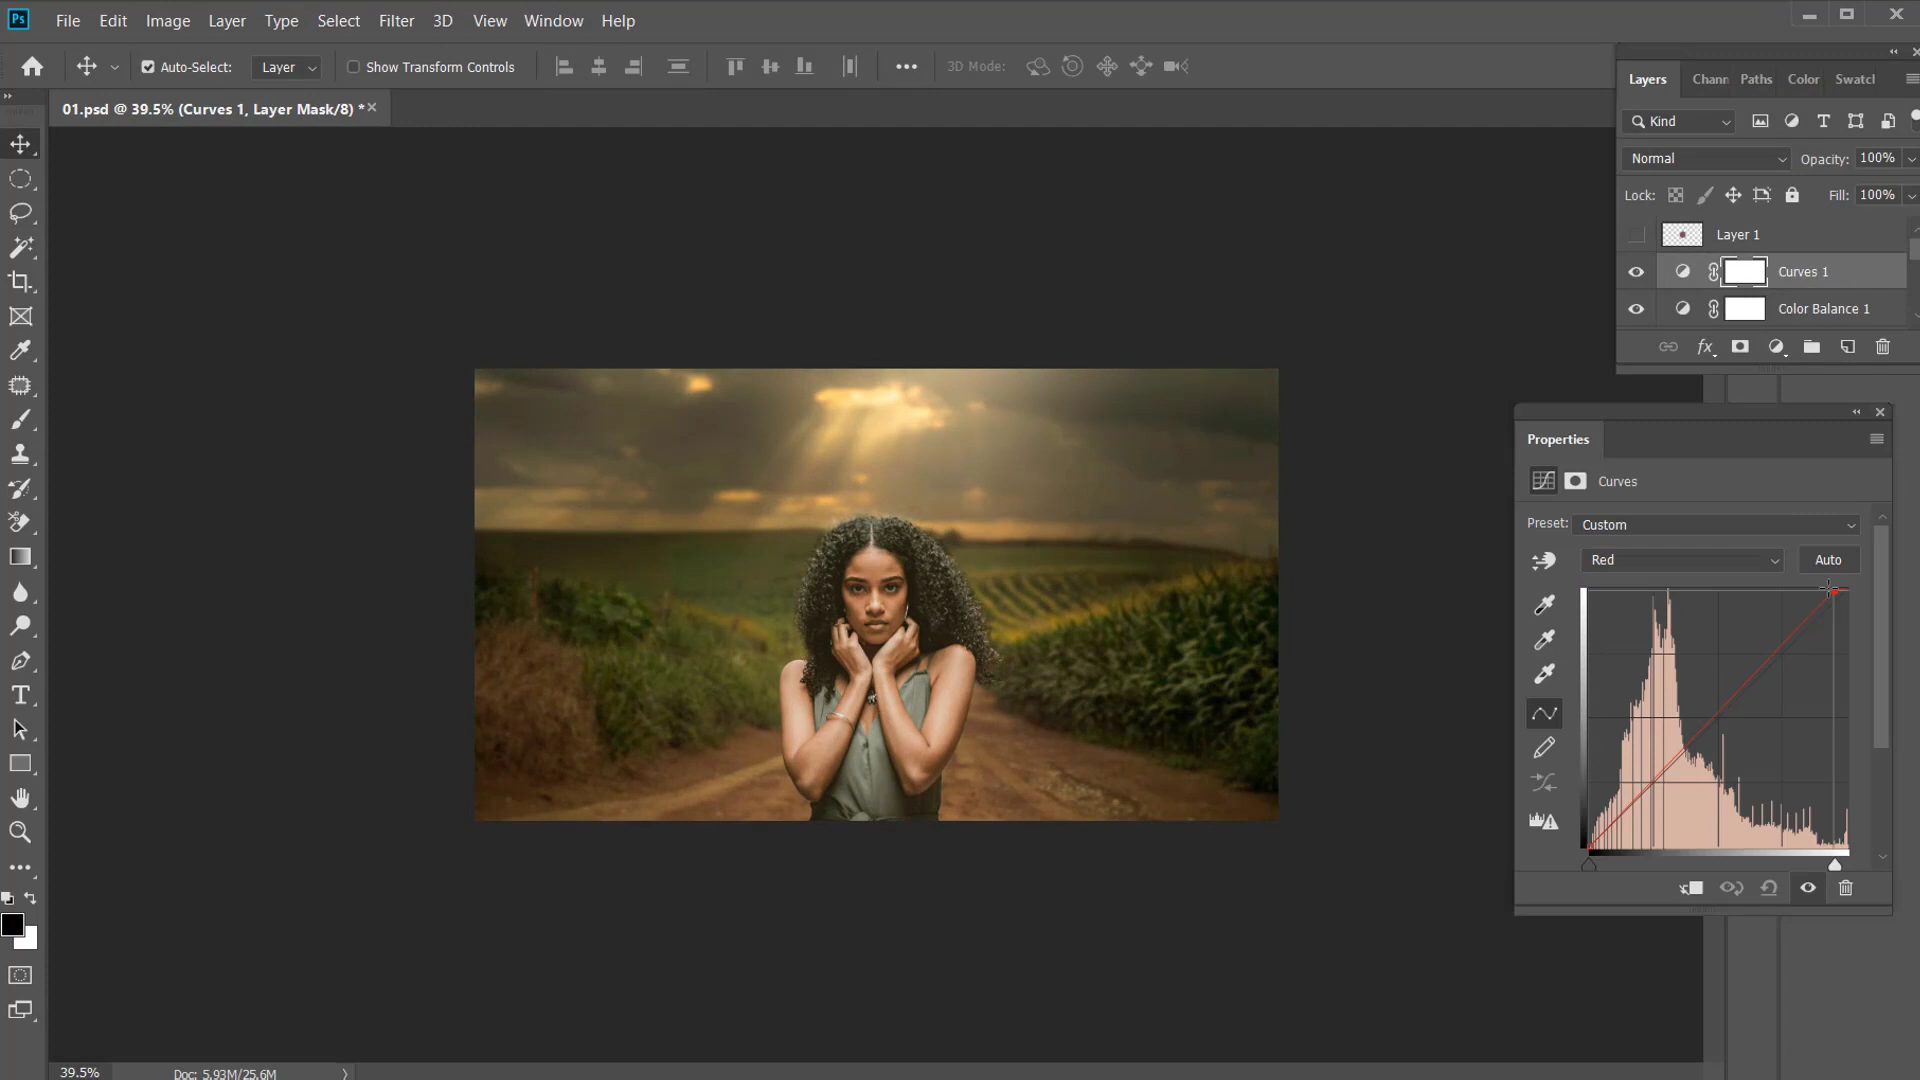 Ps File Edit Image Layer Type Select Filter 3D View Window Help
Auto-Select: Layer Show Transform Controls 3D Mode:
01.psd @ 39.5% (Curves 1, Layer Mask/8) *
Layers Chann Paths Color Swatcl
Kind
Normal Opacity: 100%
Lock: Fill: 100%
Layer 1
Curves 1
Color Balance 1
fx
Properties
Curves
Preset: Custom
Red Auto
39.5% Doc: 5.93M/25.6M